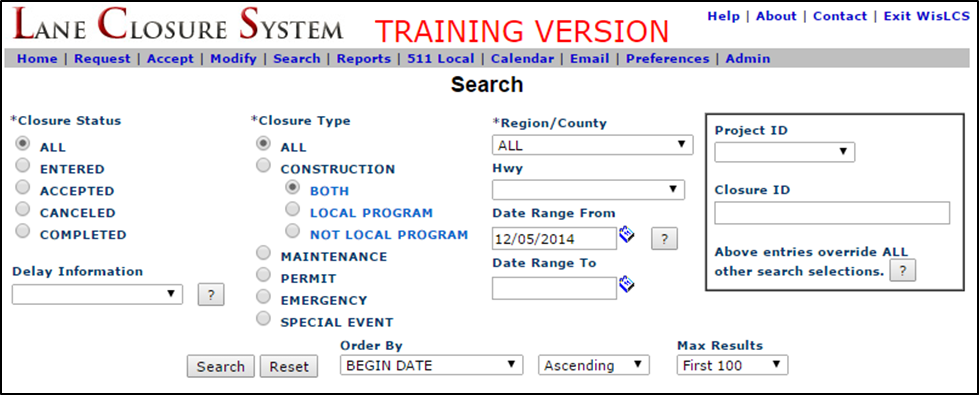 LANE CLOSURE SYSTEM TRAINING VERSION
Help | About | Contact | Exit WisLCS
Home | Request | Accept | Modify | Search | Reports | 511 Local | Calendar | Email | Preferences | Admin
Search
*Closure Status
ALL
ENTERED
ACCEPTED
CANCELED
COMPLETED
Delay Information
?
*Closure Type
ALL
CONSTRUCTION
BOTH
LOCAL PROGRAM
NOT LOCAL PROGRAM
MAINTENANCE
PERMIT
EMERGENCY
SPECIAL EVENT
*Region/County
ALL
Hwy
Date Range From
12/05/2014 ?
Date Range To
Project ID
Closure ID
Above entries override ALL
other search selections. ?
Search Reset
Order By
BEGIN DATE Ascending
Max Results
First 100